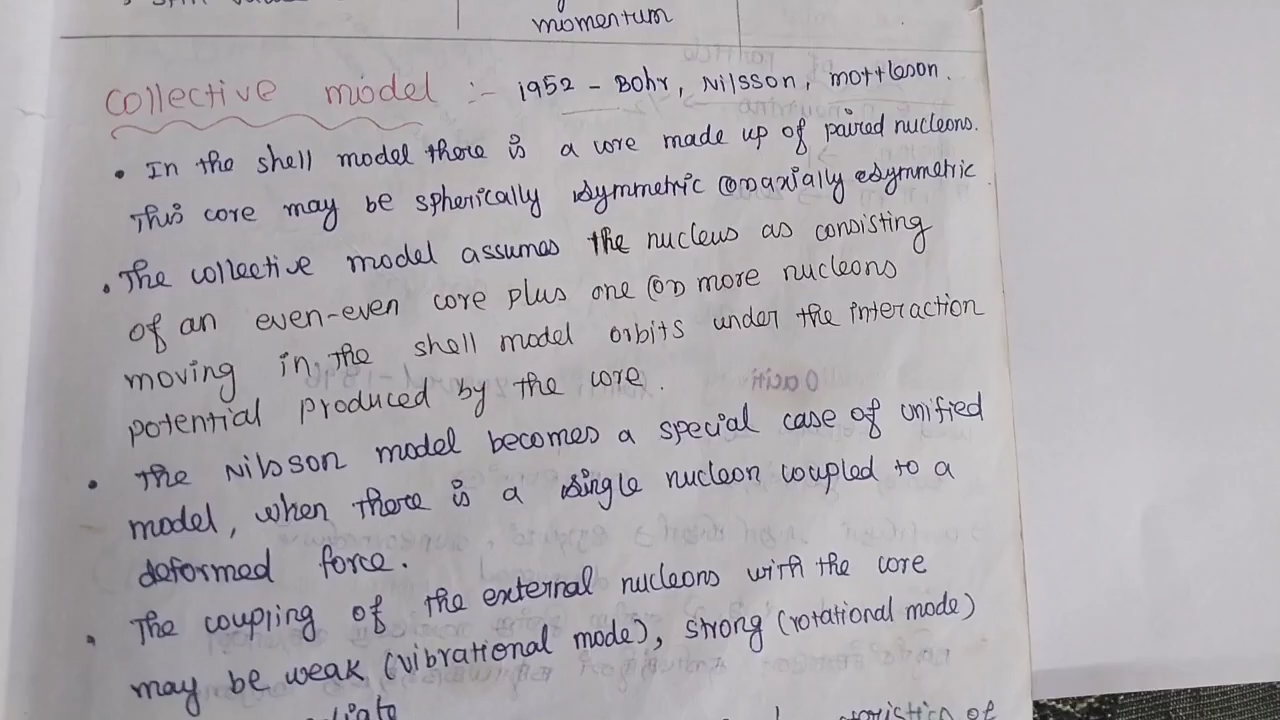 momentum
Collective model :- 1952 - Bohr, Nilsson, mottleson.
• In the shell model there is a core made up of paired nucleons.
This core may be spherically symmetric (or) axially asymmetric
• The collective model assumes the nucleus as consisting
of an even-even core plus one (or) more nucleons
moving in the shell model orbits under the interaction
potential produced by the core.
• The Nilsson model becomes a special case of unified
model, when there is a single nucleon coupled to a
deformed force.
• The coupling of the external nucleons with the core
may be weak (vibrational mode), strong (rotational mode)
of